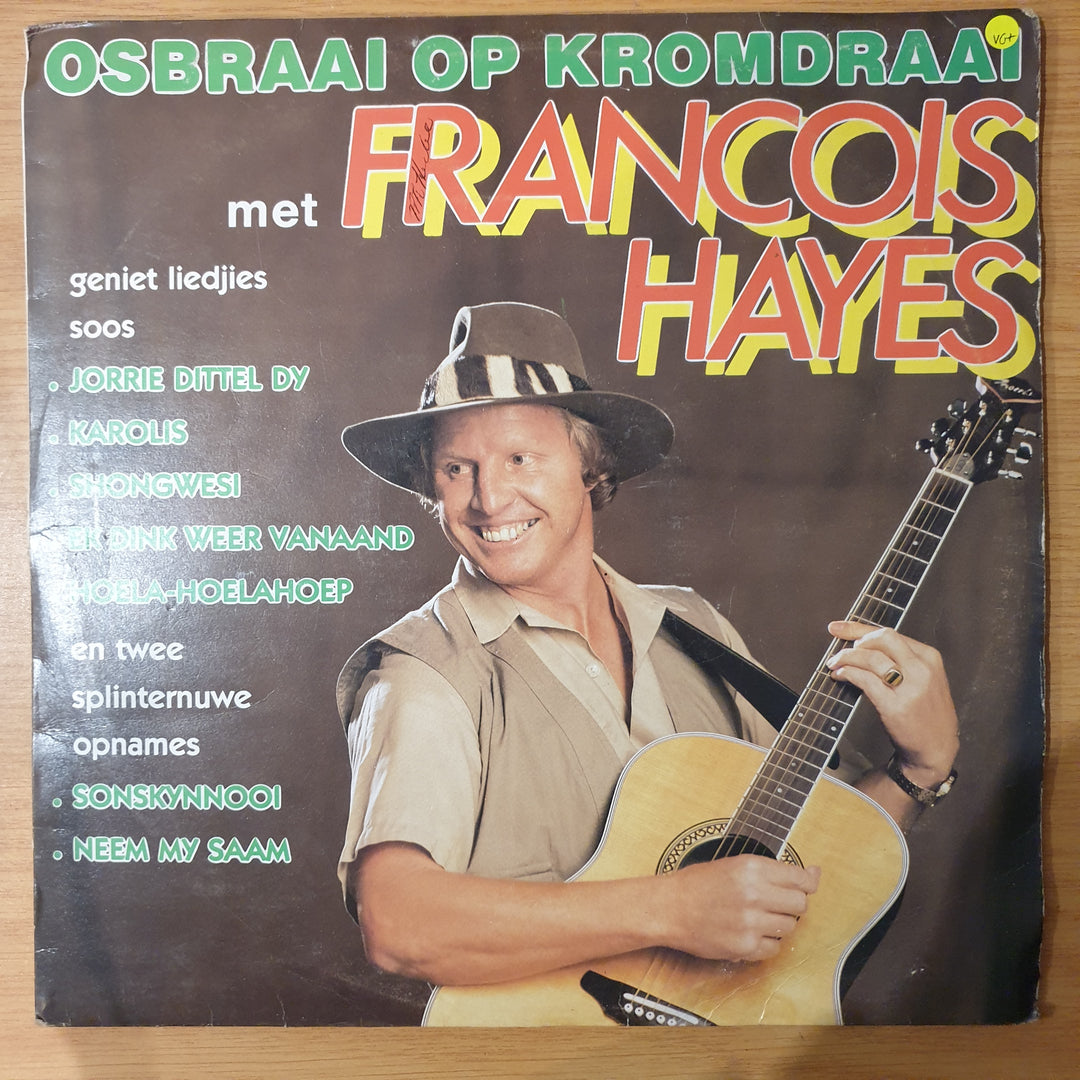 OSBRAAI OP KROMDRAAI
VG+
met FRANCOIS
HAYES
geniet liedjies
soos
. JORRIE DITTEL DY
. KAROLIS
. SHONGWESI
. EK DINK WEER VANAAND
. HOELA-HOELAHOEP
en twee
splinternuwe
opnames
. SONSKYNNOOI
. NEEM MY SAAM